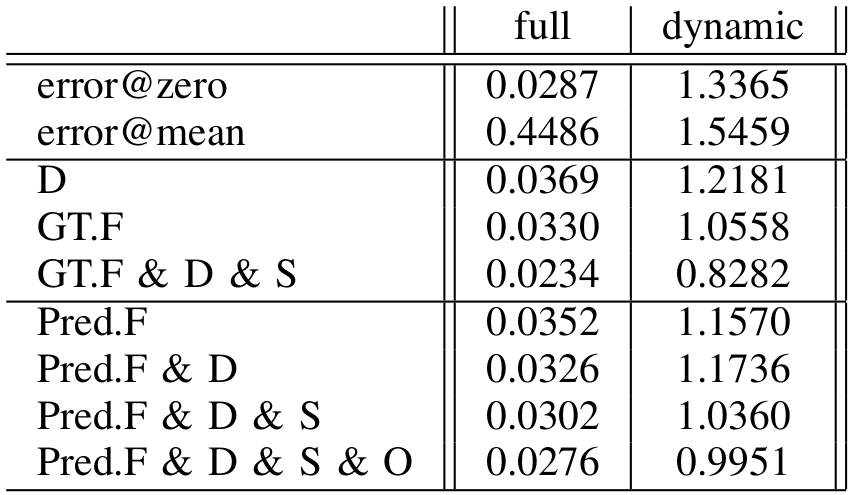 full dynamic
error@zero 0.0287 1.3365
error@mean 0.4486 1.5459
D 0.0369 1.2181
GT.F 0.0330 1.0558
GT.F & D & S 0.0234 0.8282
Pred.F 0.0352 1.1570
Pred.F & D 0.0326 1.1736
Pred.F & D & S 0.0302 1.0360
Pred.F & D & S & O 0.0276 0.9951